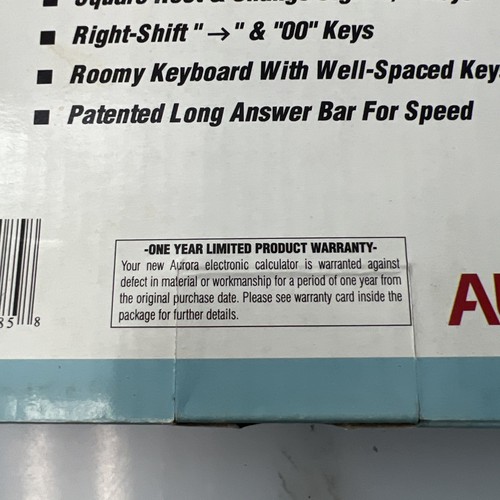 ■ Right-Shift "→" & "00" Keys
■ Roomy Keyboard With Well-Spaced
■ Patented Long Answer Bar For Speed
-ONE YEAR LIMITED PRODUCT WARRANTY-
Your new Aurora electronic calculator is warranted against
defect in material or workmanship for a period of one year from
the original purchase date. Please see warranty card inside the
package for further details.
8